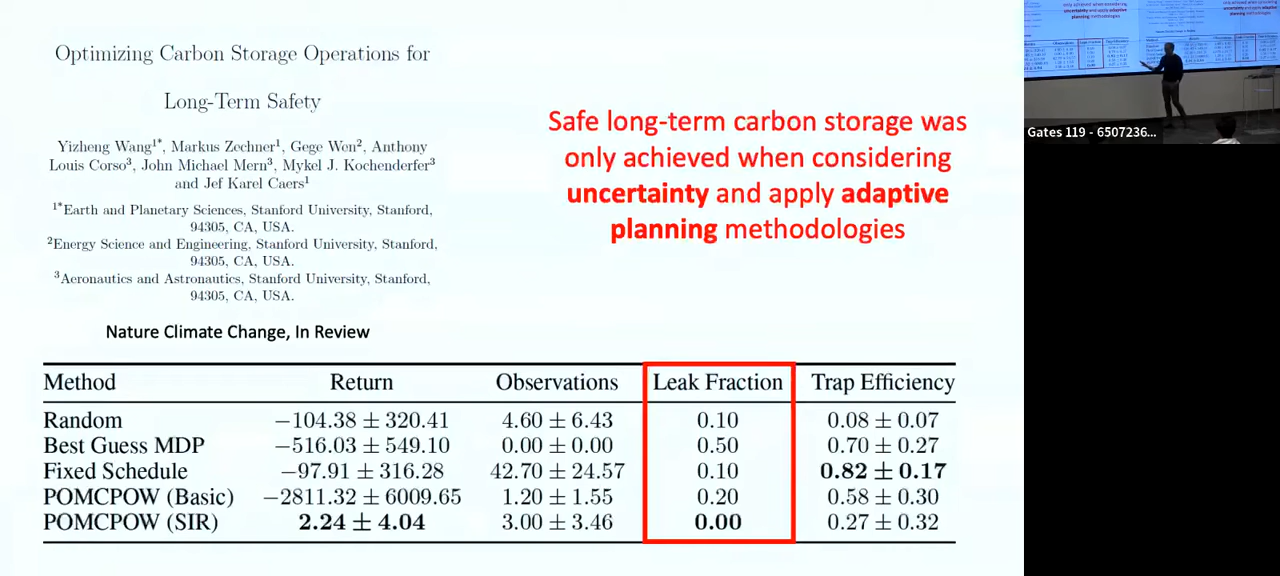 Optimizing Carbon Storage Operations for
Long-Term Safety
Yizheng Wang1*, Markus Zechner1, Gege Wen2, Anthony
Louis Corso3, John Michael Mern3, Mykel J. Kochenderfer3
and Jef Karel Caers1
1*Earth and Planetary Sciences, Stanford University, Stanford,
94305, CA, USA.
2Energy Science and Engineering, Stanford University, Stanford,
94305, CA, USA.
3Aeronautics and Astronautics, Stanford University, Stanford,
94305, CA, USA.
Nature Climate Change, In Review
Safe long-term carbon storage was
only achieved when considering
uncertainty and apply adaptive
planning methodologies
Method Return Observations Leak Fraction Trap Efficiency
Random −104.38 ± 320.41 4.60 ± 6.43 0.10 0.08 ± 0.07
Best Guess MDP −516.03 ± 549.10 0.00 ± 0.00 0.50 0.70 ± 0.27
Fixed Schedule −97.91 ± 316.28 42.70 ± 24.57 0.10 0.82 ± 0.17
POMCPOW (Basic) −2811.32 ± 6009.65 1.20 ± 1.55 0.20 0.58 ± 0.30
POMCPOW (SIR) 2.24 ± 4.04 3.00 ± 3.46 0.00 0.27 ± 0.32
Gates 119 - 6507236...